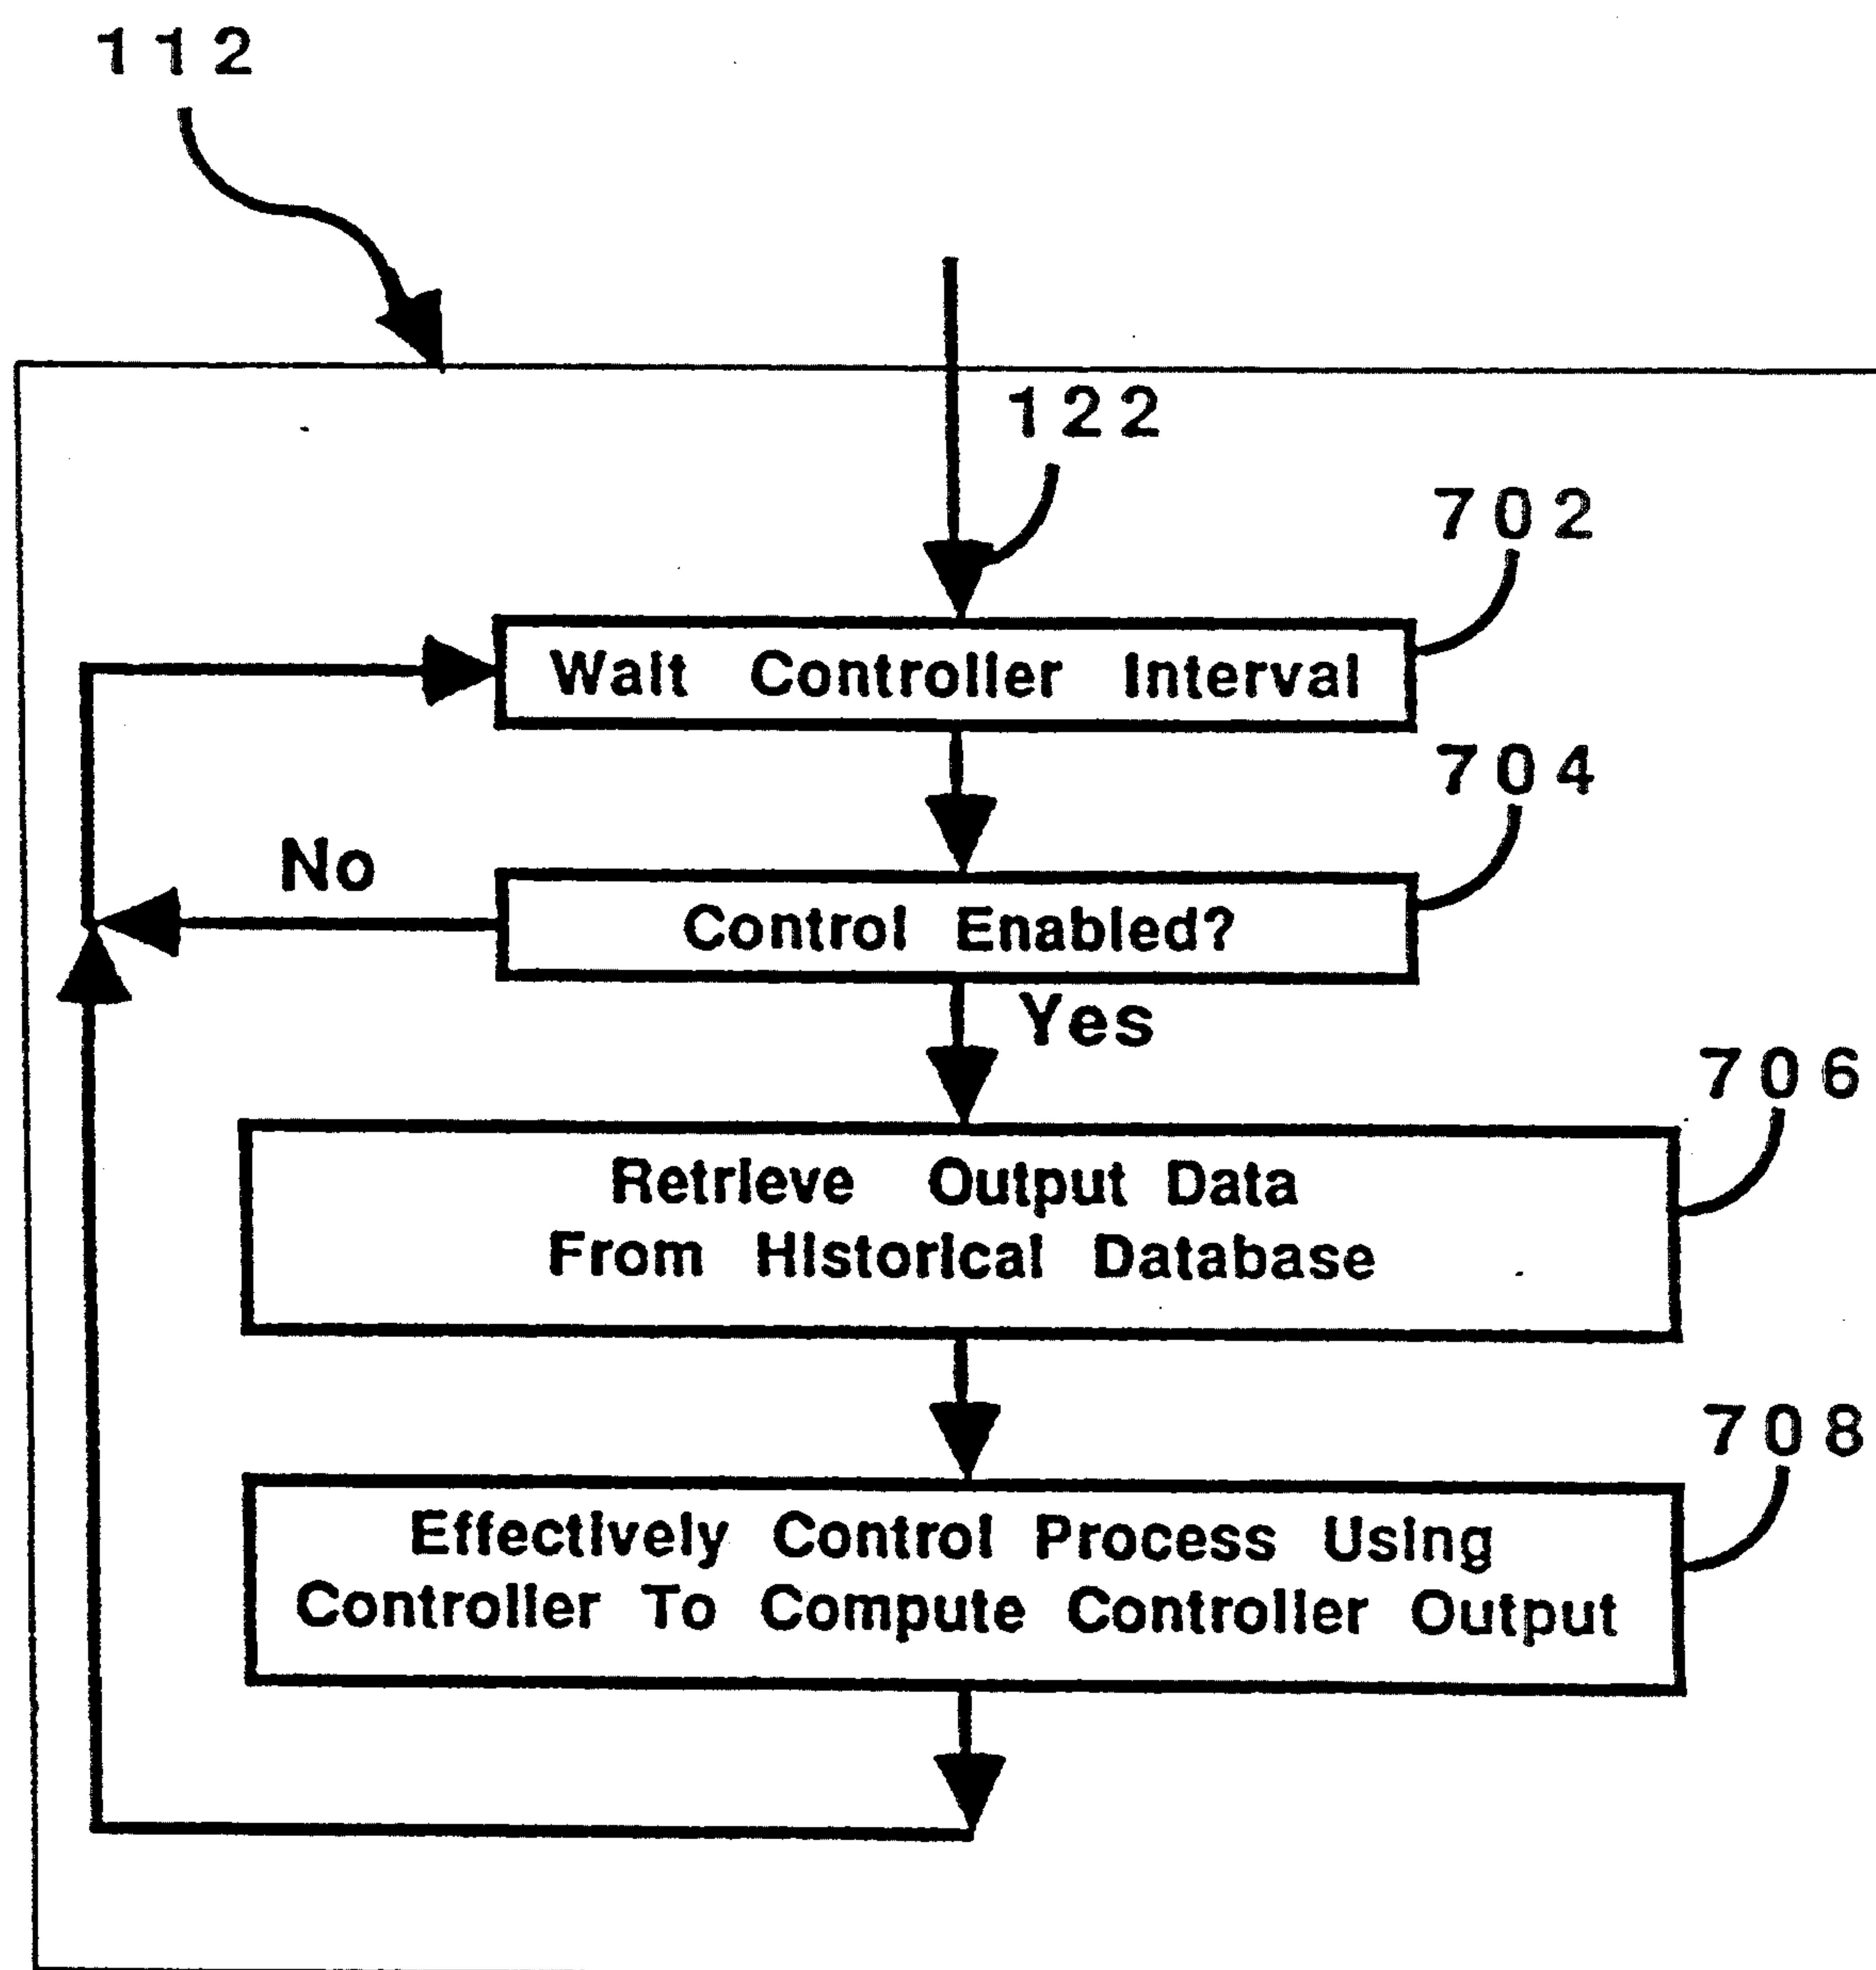 112
122
702
Wait Controller Interval
704
No
Control Enabled?
Yes
706
Retrieve Output Data
From Historical Database
708
Effectively Control Process Using
Controller To Compute Controller Output